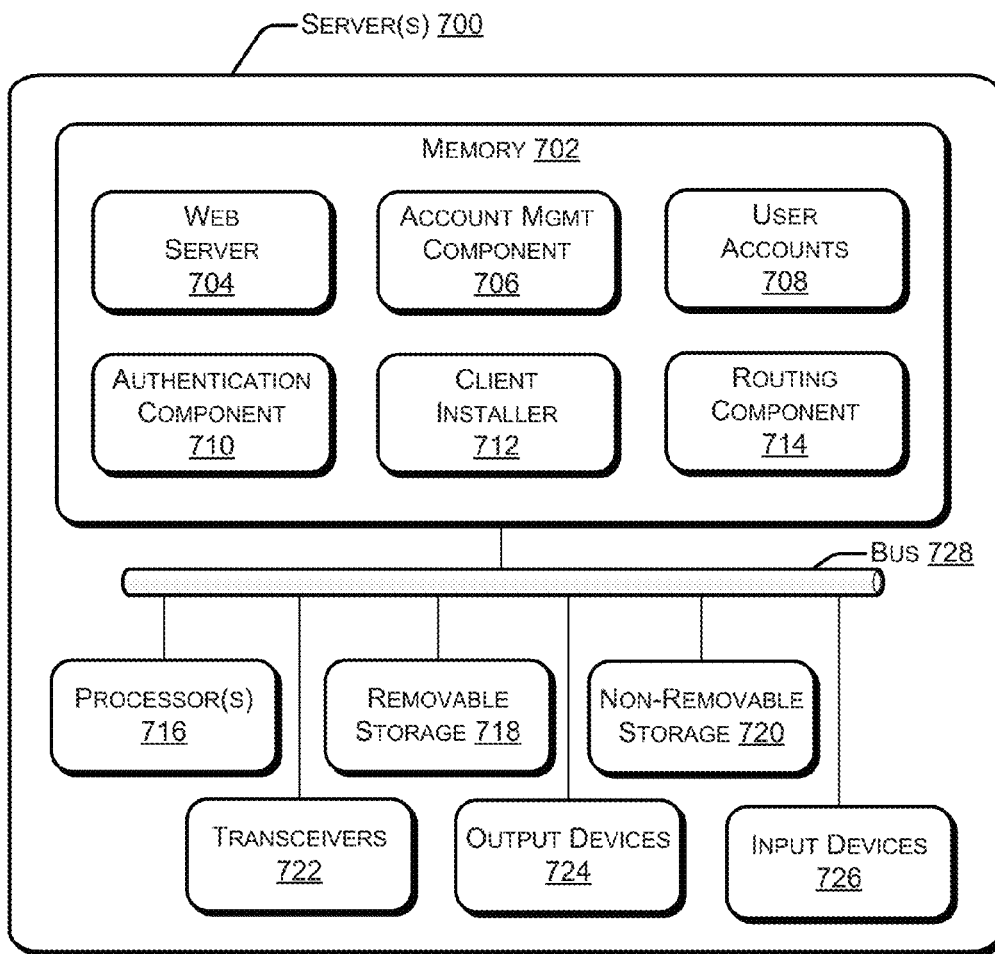 SERVER(S) 700
MEMORY 702
WEB
SERVER
704
ACCOUNT MGMT
COMPONENT
706
USER
ACCOUNTS
708
AUTHENTICATION
COMPONENT
710
CLIENT
INSTALLER
712
ROUTING
COMPONENT
714
BUS 728
PROCESSOR(S)
716
REMOVABLE
STORAGE 718
NON-REMOVABLE
STORAGE 720
TRANSCEIVERS
722
OUTPUT DEVICES
724
INPUT DEVICES
726